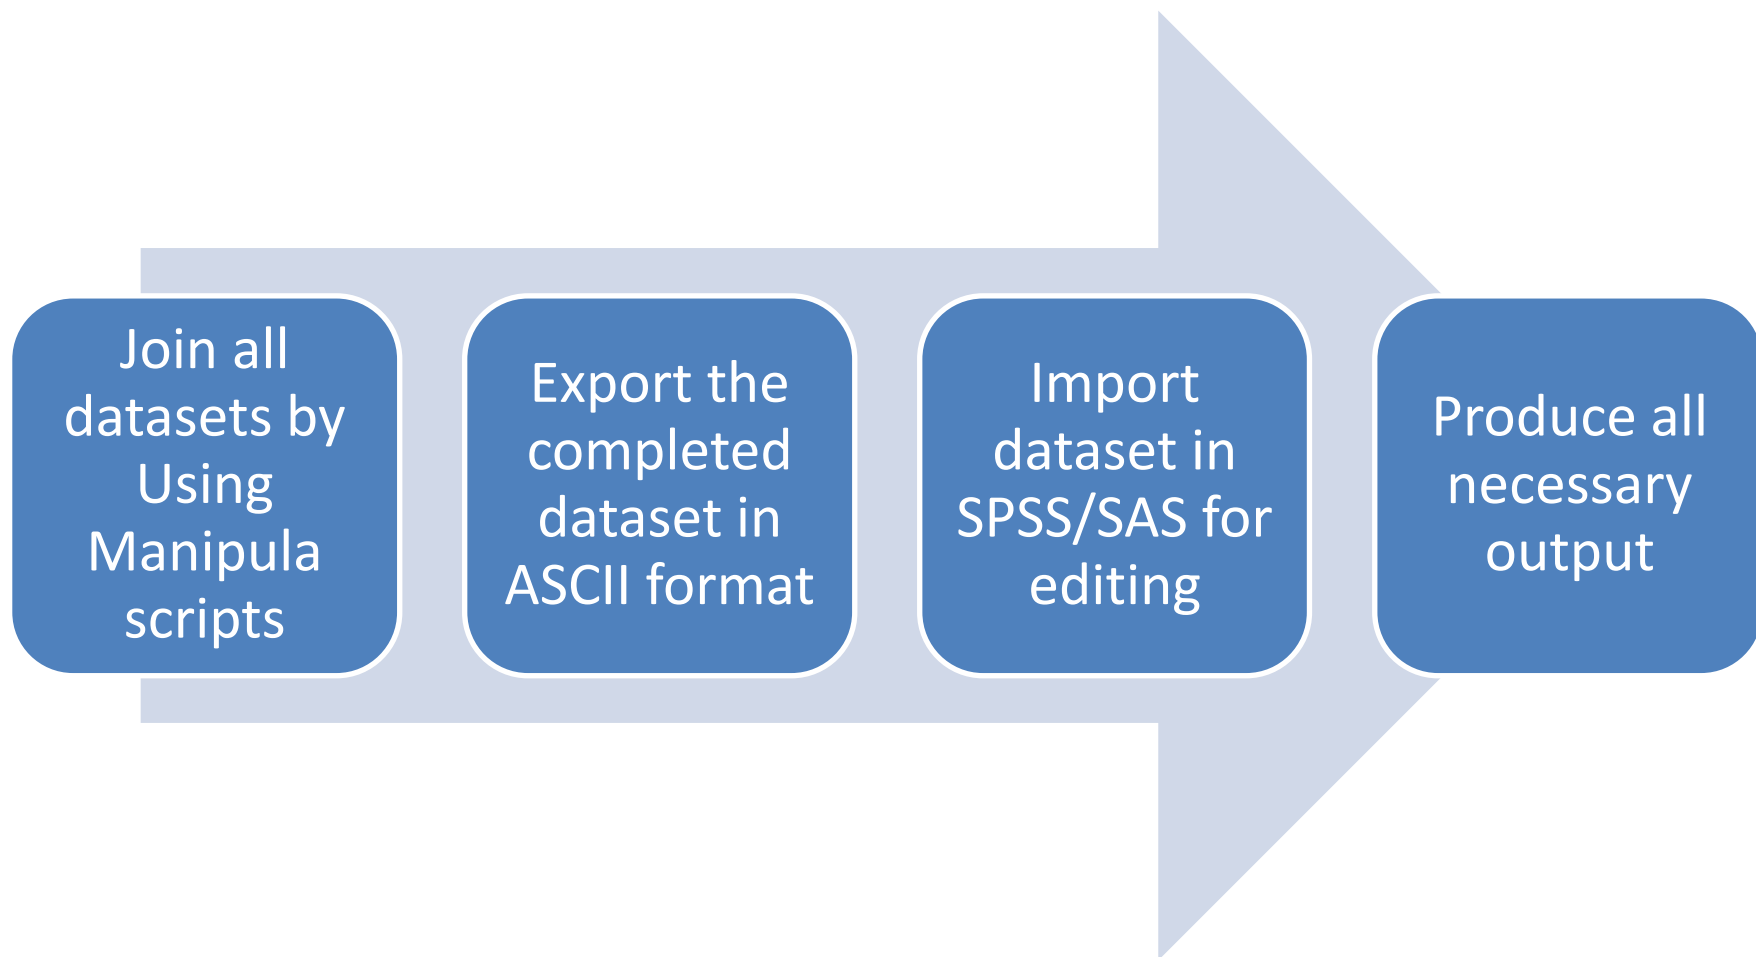 Join all
datasets by
Using
Manipula
scripts
Export the
completed
dataset in
ASCII format
Import
dataset in
SPSS/SAS for
editing
Produce all
necessary
output